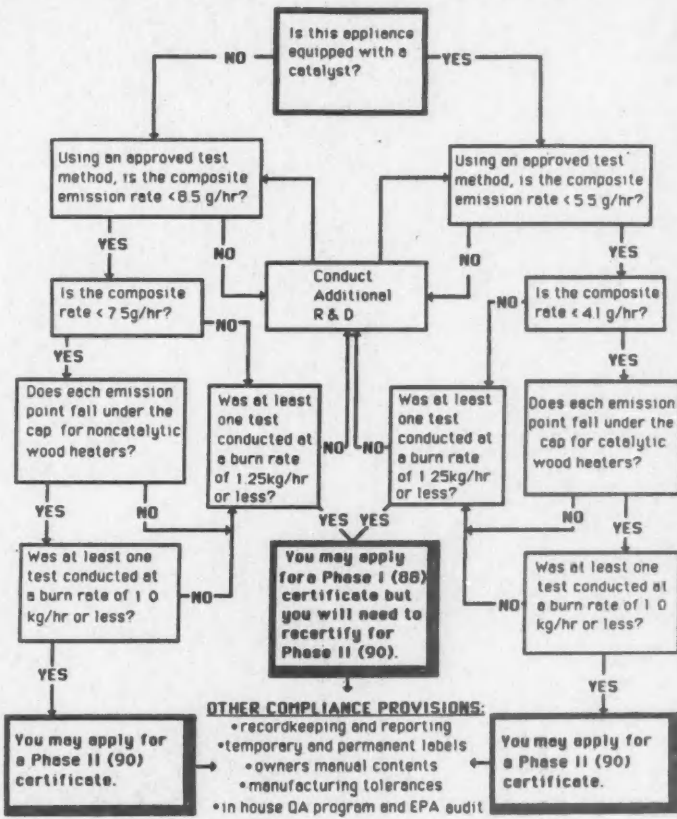 Is this appliance
equipped with a
catalyst?
NO
YES
Using an approved test
method, is the composite
emission rate <8.5 g/hr?
Using an approved test
method, is the composite
emission rate <5.5 g/hr?
YES
NO
NO
YES
Conduct
Additional
R & D
Is the composite
rate <7.5g/hr?
Is the composite
rate <4.1 g/hr?
NO
NO
YES
YES
Does each emission
point fall under the
cap for noncatalytic
wood heaters?
Was at least
one test
conducted at
a burn rate
of 1.25kg/hr
or less?
Was at least
one test
conducted at
a burn rate
of 1.25kg/hr
or less?
Does each emission
point fall under the
cap for catalytic
wood heaters?
NO
NO
YES
NO
YES
YES
NO
YES
Was at least one
test conducted at
a burn rate of 1.0
kg/hr or less?
NO
You may apply
for a Phase I (88)
certificate but
you will need to
recertify for
Phase II (90).
NO
Was at least one
test conducted at
a burn rate of 1.0
kg/hr or less?
YES
YES
You may apply for
a Phase II (90)
certificate.
OTHER COMPLIANCE PROVISIONS:
•recordkeeping and reporting
•temporary and permanent labels
•owners manual contents
•manufacturing tolerances
•in house QA program and EPA audit
You may apply for
a Phase II (90)
certificate.